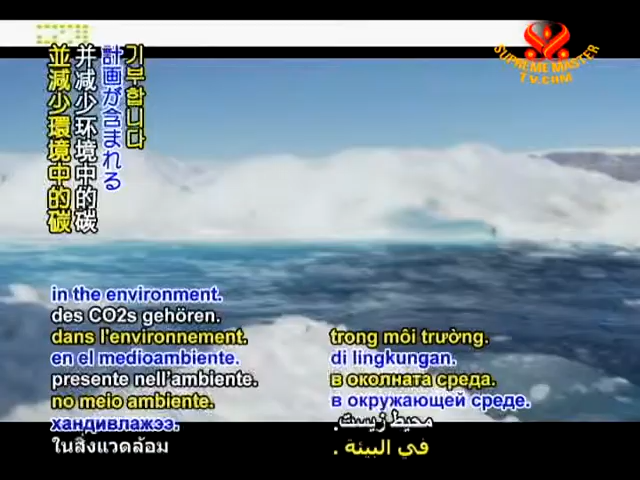 SUPREME MASTER
TV.COM
기부합니다
計画が含まれる
并减少环境中的碳
並減少環境中的碳
in the environment.
des CO2s gehören.
dans l'environnement.
en el medioambiente.
presente nell'ambiente.
no meio ambiente.
хандивлажээ.
ในสิ่งแวดล้อม
trong môi trường.
di lingkungan.
в околната среда.
в окружающей среде.
محیط زیست.
في البيئة .